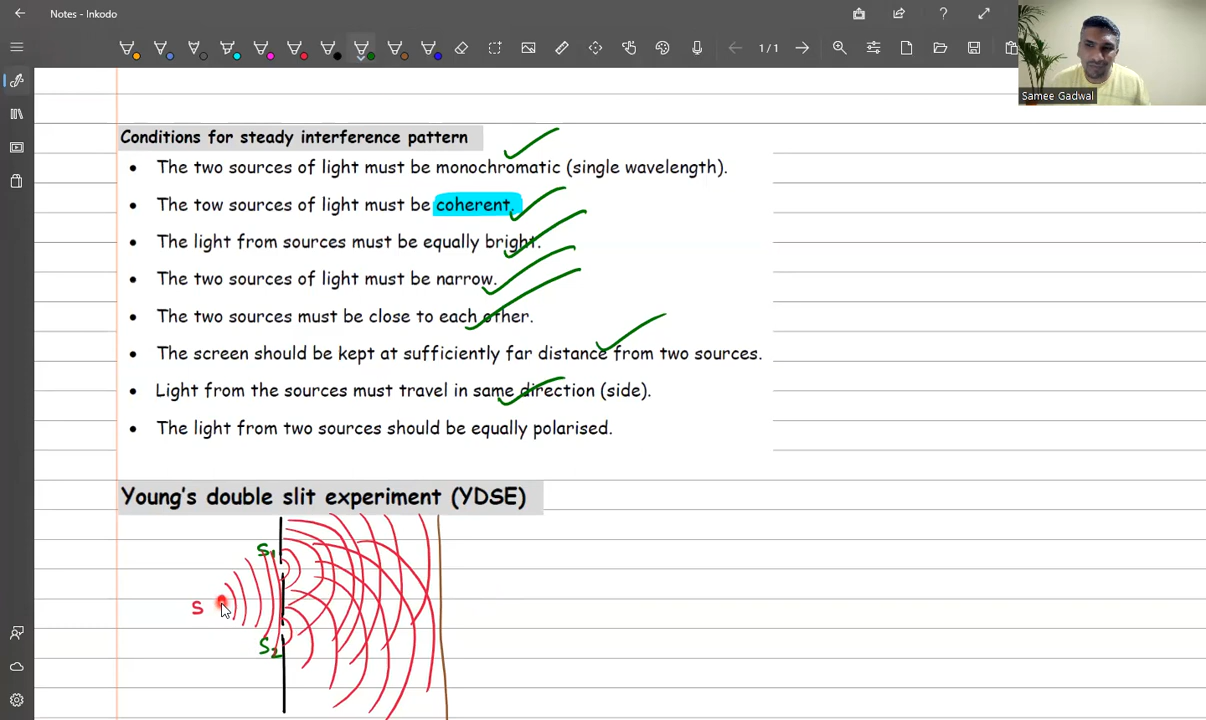 Notes - Inkodo
1/1
Samee Gadwal
Conditions for steady interference pattern
• The two sources of light must be monochromatic (single wavelength).
• The tow sources of light must be coherent.
• The light from sources must be equally bright.
• The two sources of light must be narrow.
• The two sources must be close to each other.
• The screen should be kept at sufficiently far distance from two sources.
• Light from the sources must travel in same direction (side).
• The light from two sources should be equally polarised.
Young's double slit experiment (YDSE)
S₁
S
S₂